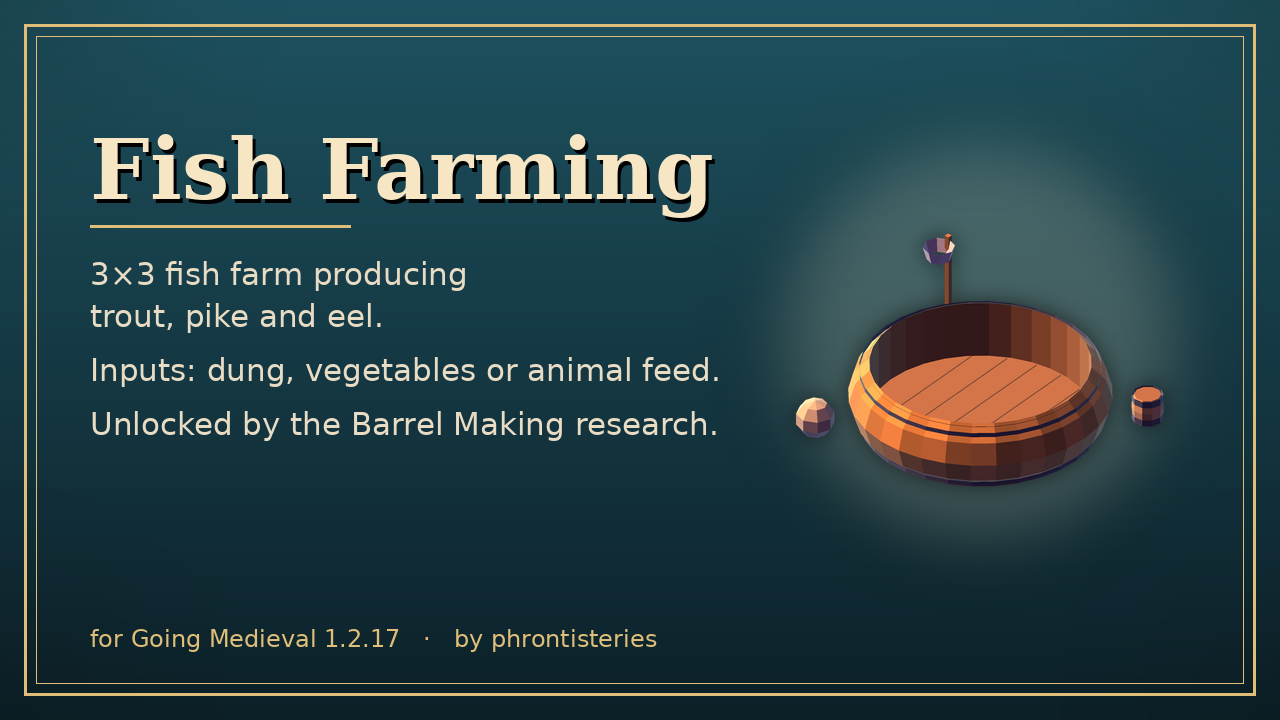 Fish Farming
3×3 fish farm producing
trout, pike and eel.
Inputs: dung, vegetables or animal feed.
Unlocked by the Barrel Making research.
for Going Medieval 1.2.17 · by phrontisteries